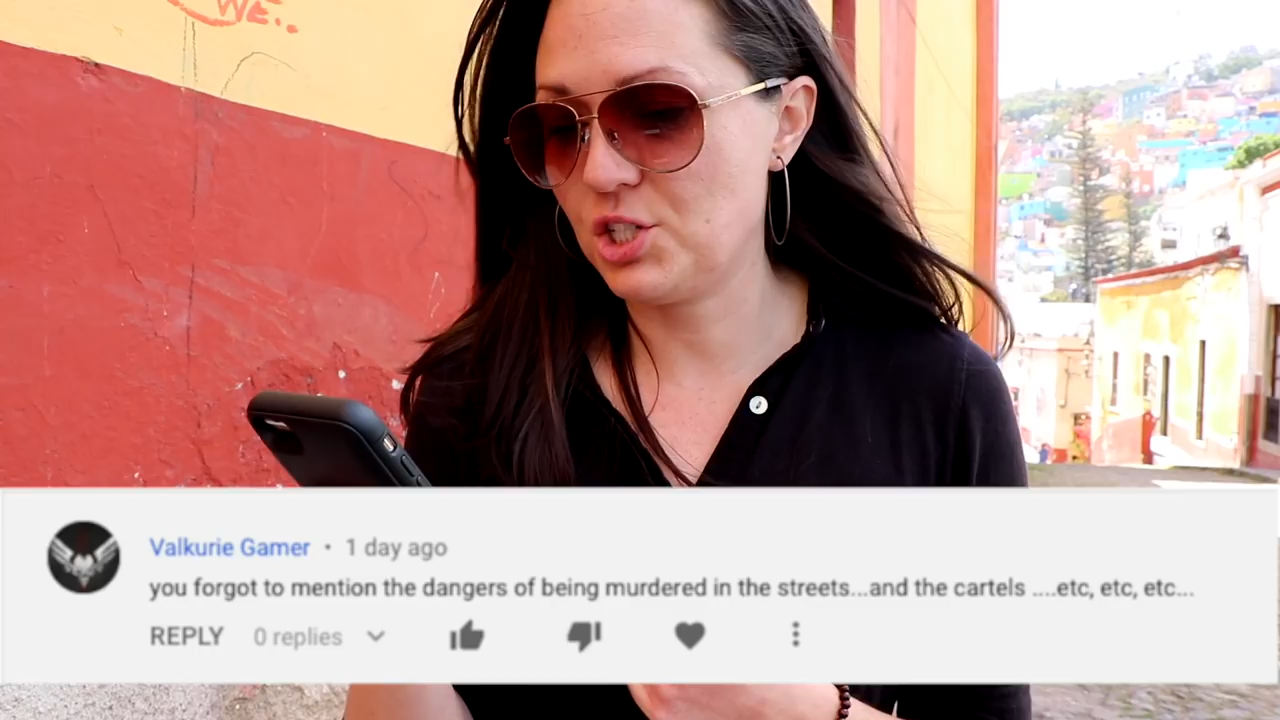 WE..
Valkurie Gamer • 1 day ago
you forgot to mention the dangers of being murdered in the streets...and the cartels ....etc, etc, etc...
REPLY 0 replies